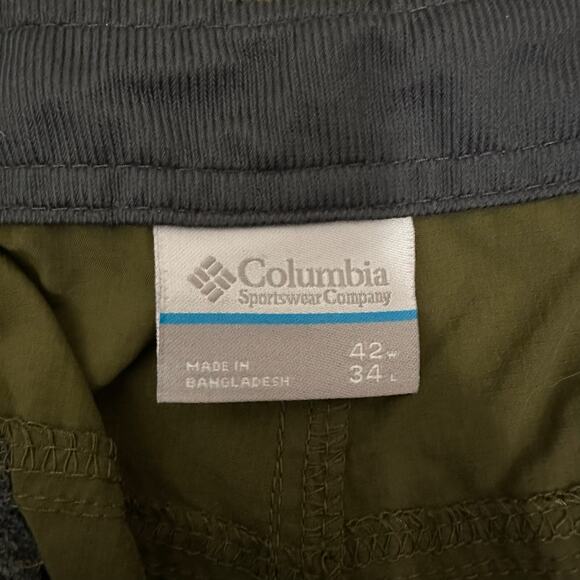 Columbia
Sportswear Company
42 W
34 L
MADE IN
BANGLADESH